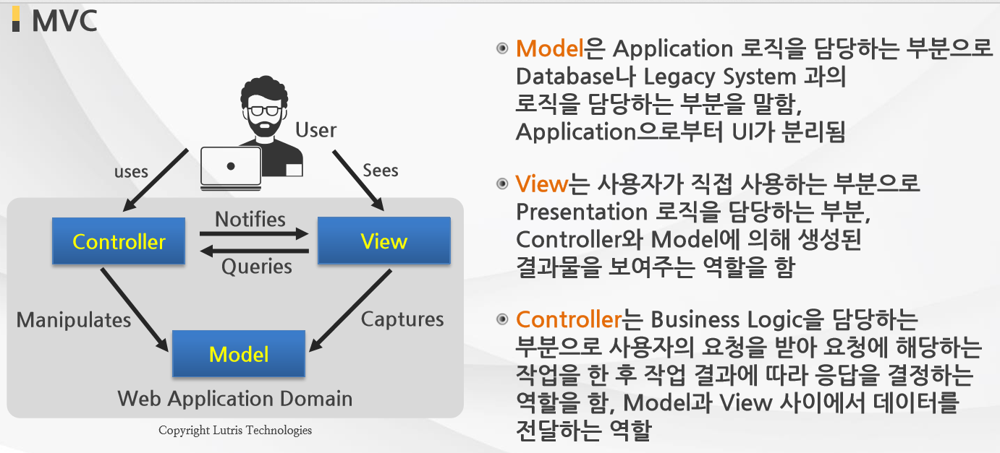 MVC
User
uses
Sees
Controller
Notifies
Queries
View
Manipulates
Captures
Model
Web Application Domain
Copyright Lutris Technologies
Model은 Application 로직을 담당하는 부분으로
Database나 Legacy System 과의
로직을 담당하는 부분을 말함,
Application으로부터 UI가 분리됨
View는 사용자가 직접 사용하는 부분으로
Presentation 로직을 담당하는 부분,
Controller와 Model에 의해 생성된
결과물을 보여주는 역할을 함
Controller는 Business Logic을 담당하는
부분으로 사용자의 요청을 받아 요청에 해당하는
작업을 한 후 작업 결과에 따라 응답을 결정하는
역할을 함, Model과 View 사이에서 데이터를
전달하는 역할